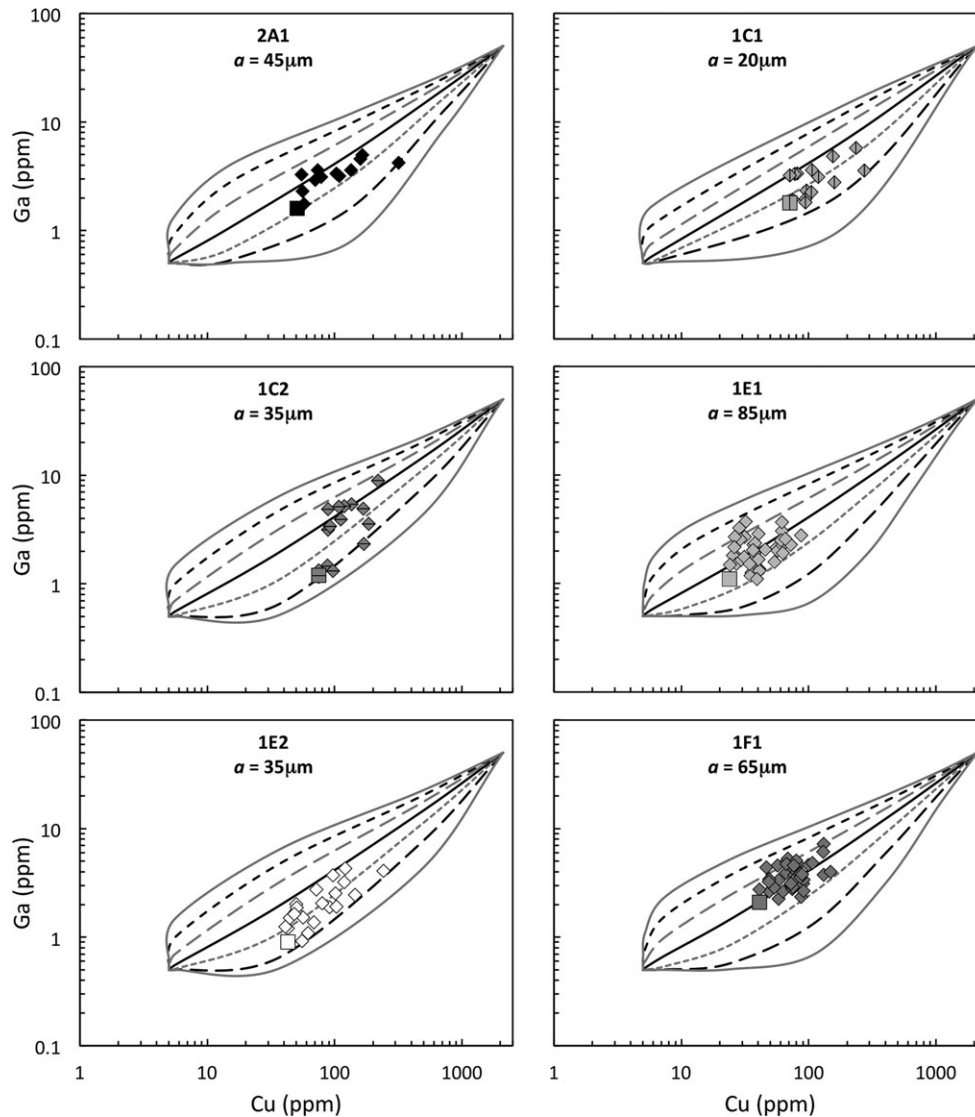 100
10
1
0.1
Ga (ppm)
2A1
a = 45μm
1C1
a = 20μm
100
10
1
0.1
Ga (ppm)
1C2
a = 35μm
1E1
a = 85μm
100
10
1
0.1
Ga (ppm)
1E2
a = 35μm
1F1
a = 65μm
1 10 100 1000
1 10 100 1000
Cu (ppm)
Cu (ppm)